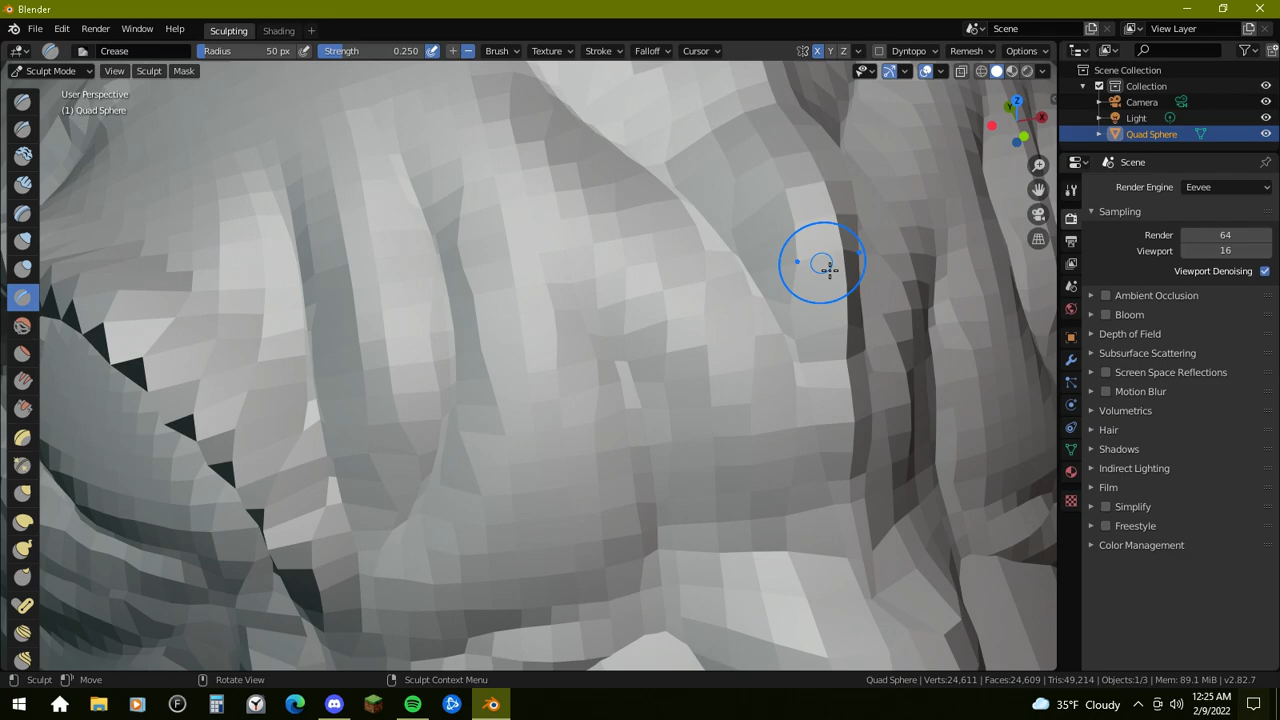 Blender
File Edit Render Window Help Sculpting Shading + Scene View Layer
Crease Radius 50 px Strength 0.250 + − Brush Texture Stroke Falloff Cursor X Y Z Dyntopo Remesh Options
Sculpt Mode View Sculpt Mask
User Perspective
(1) Quad Sphere
Z
Y
X
Scene Collection
Collection
Camera
Light
Quad Sphere
Scene
Render Engine Eevee
Sampling
Render 64
Viewport 16
Viewport Denoising
Ambient Occlusion
Bloom
Depth of Field
Subsurface Scattering
Screen Space Reflections
Motion Blur
Volumetrics
Hair
Shadows
Indirect Lighting
Film
Simplify
Freestyle
Color Management
Sculpt Move Rotate View Sculpt Context Menu Quad Sphere | Verts:24,611 | Faces:24,609 | Tris:49,214 | Objects:1/3 | Mem: 89.1 MiB | v2.82.7
35°F Cloudy
12:25 AM
2/9/2022